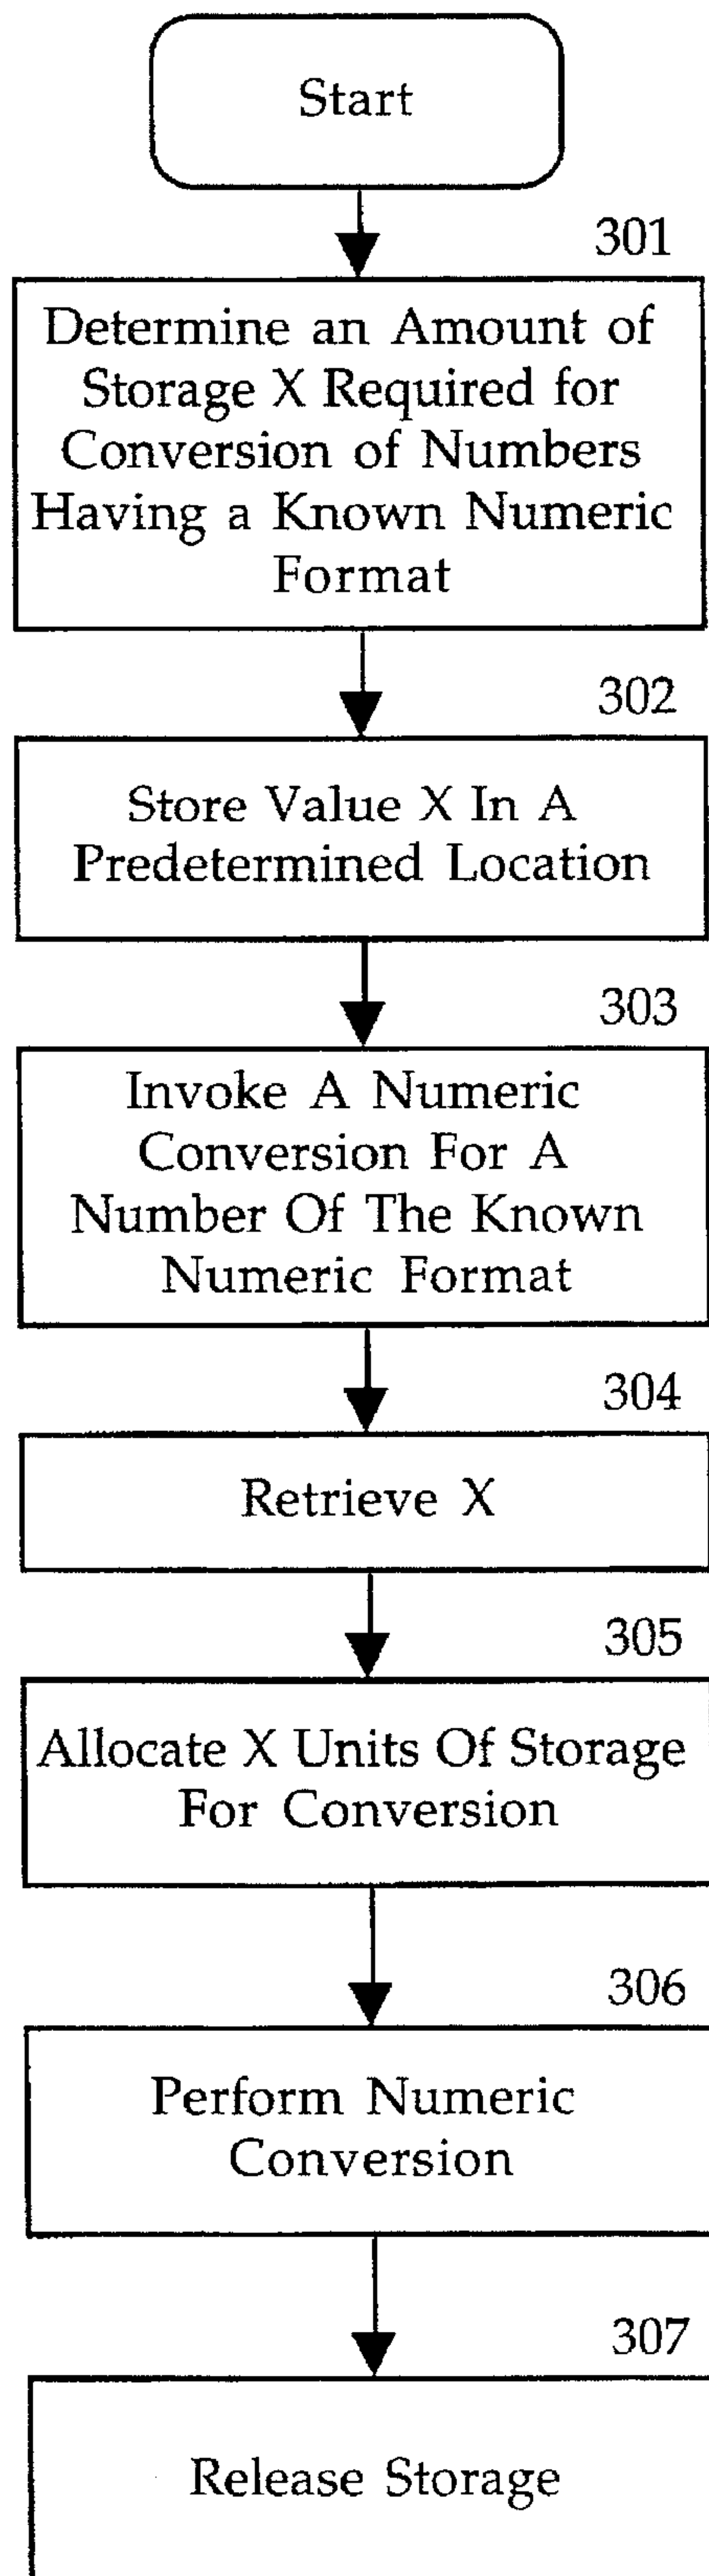 Start
301
Determine an Amount of
Storage X Required for
Conversion of Numbers
Having a Known Numeric
Format
302
Store Value X In A
Predetermined Location
303
Invoke A Numeric
Conversion For A
Number Of The Known
Numeric Format
304
Retrieve X
305
Allocate X Units Of Storage
For Conversion
306
Perform Numeric
Conversion
307
Release Storage